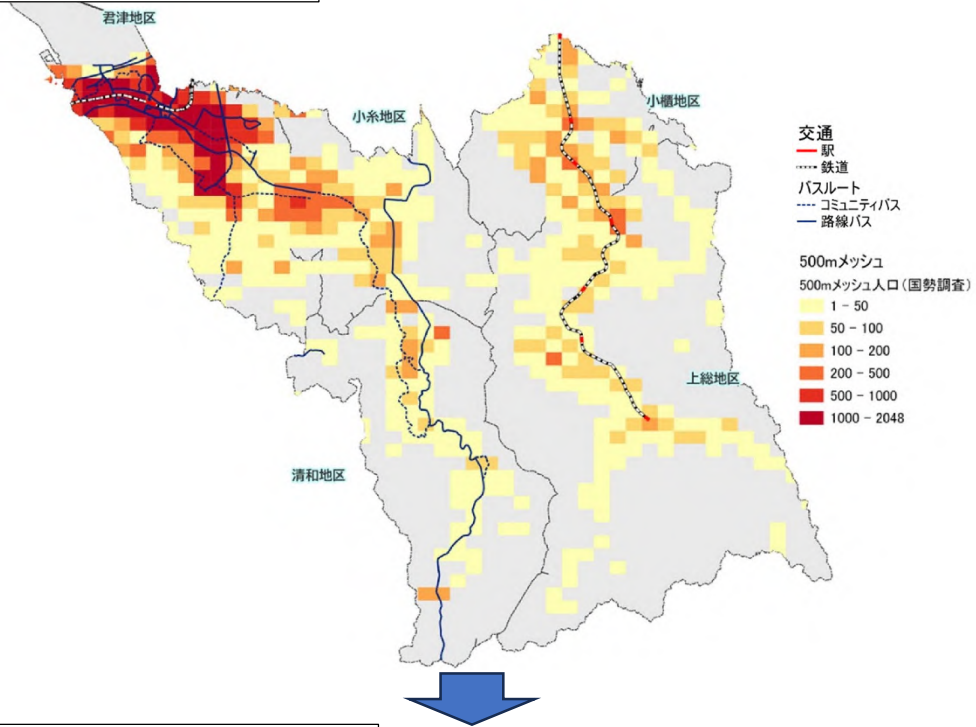 君津地区
小糸地区
小櫃地区
上総地区
清和地区
交通
駅
鉄道
バスルート
コミュニティバス
路線バス
500mメッシュ
500mメッシュ人口(国勢調査)
1 - 50
50 - 100
100 - 200
200 - 500
500 - 1000
1000 - 2048